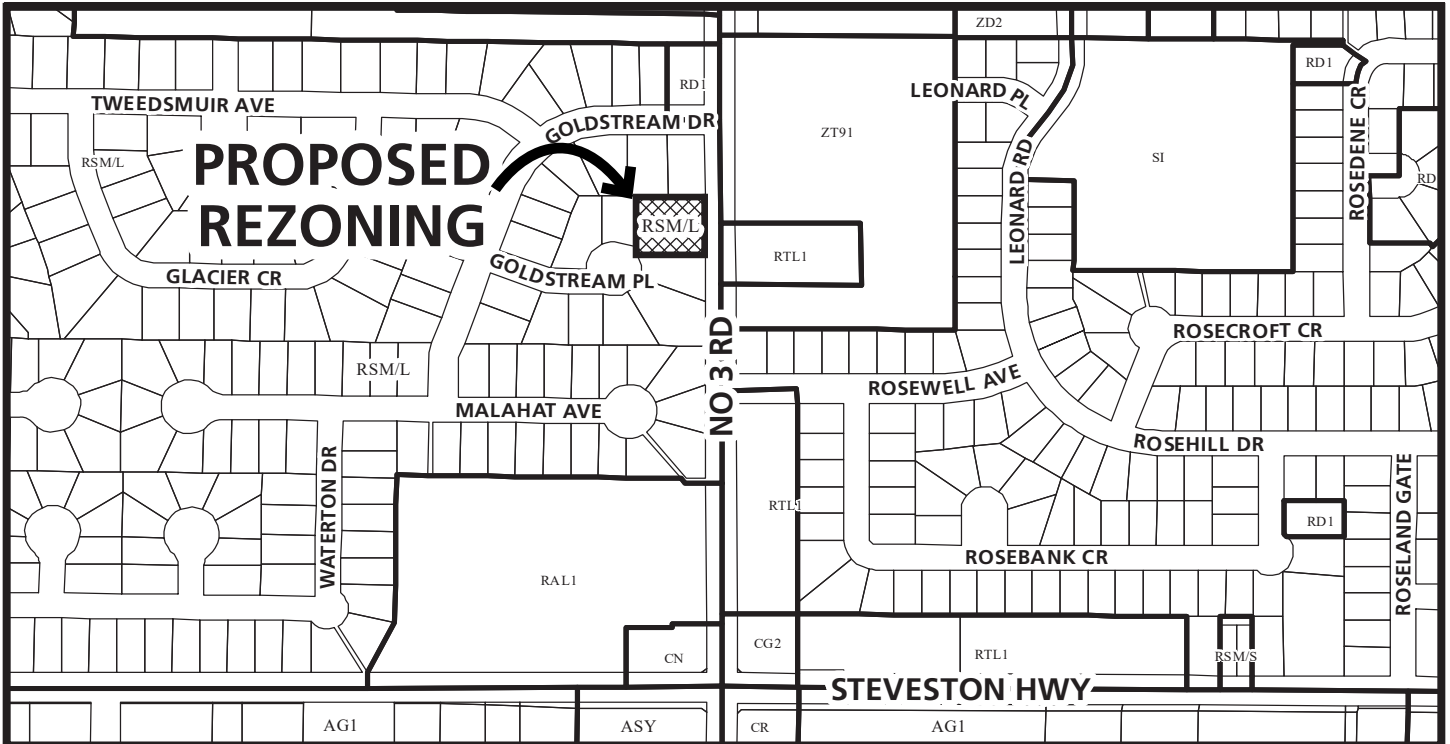 ZD2
RD1
RD1
TWEEDSMUIR AVE
LEONARD PL
GOLDSTREAM DR
ZT91
SI
RSM/L
PROPOSED
REZONING
LEONARD RD
ROSEDENE CR
RD
RSM/L
RTL1
GLACIER CR
GOLDSTREAM PL
NO 3 RD
ROSECROFT CR
RSM/L
ROSEWELL AVE
MALAHAT AVE
ROSEHILL DR
WATERTON DR
RTL1
RD1
ROSELAND GATE
ROSEBANK CR
RAL1
CN
CG2
RTL1
RSM/S
STEVESTON HWY
AG1
ASY
CR
AG1